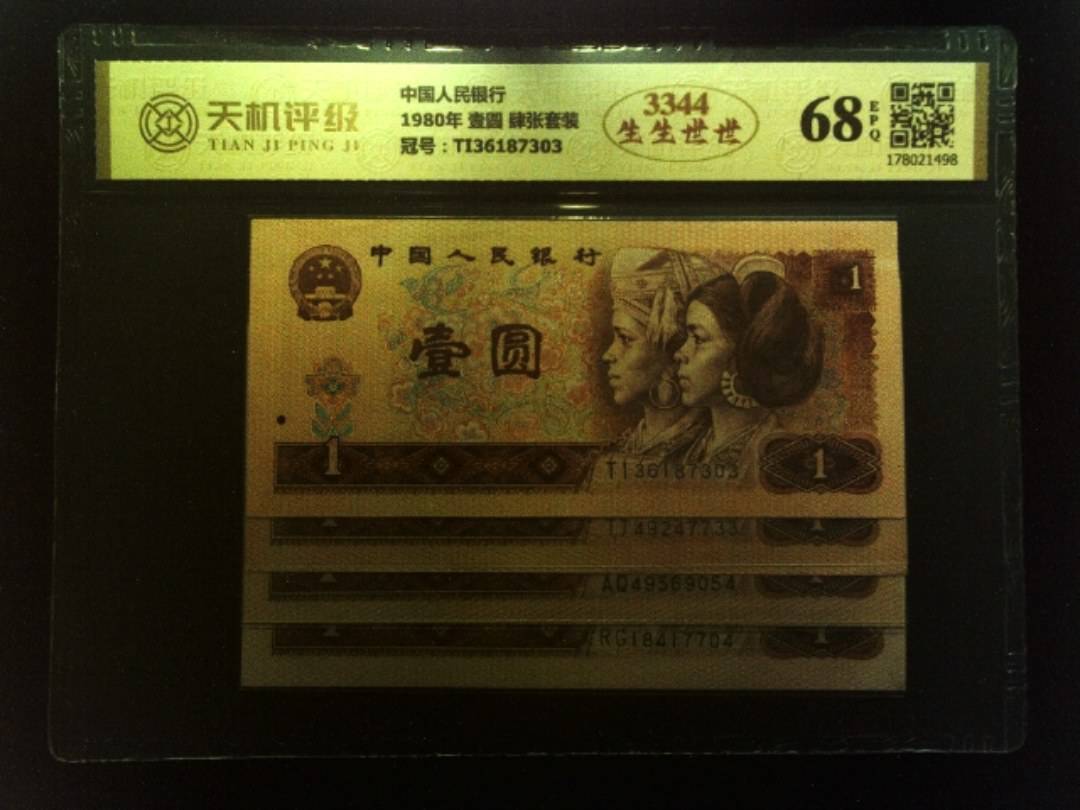 天机评级
TIAN JI PING JI
中国人民银行
1980年 壹圆 肆张套装
冠号：TI36187303
3344
生生世世
68
EPQ
178021498
中国人民银行
1
壹圆
1
TI36187303
1
TJ49247733
AQ49569054
RG18417704